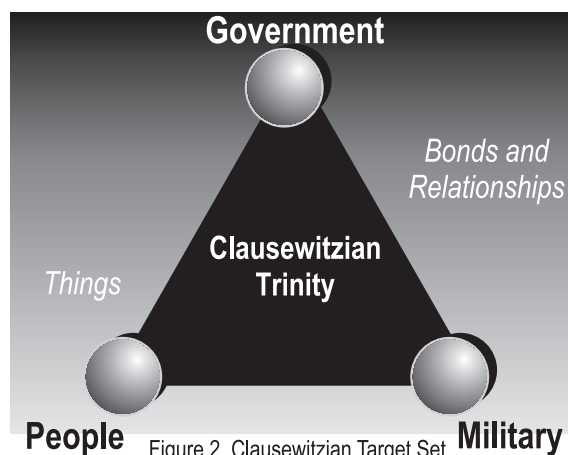 Government
Bonds and
Relationships
Clausewitzian
Trinity
Things
People
Figure 2. Clausewitzian Target Set
Military